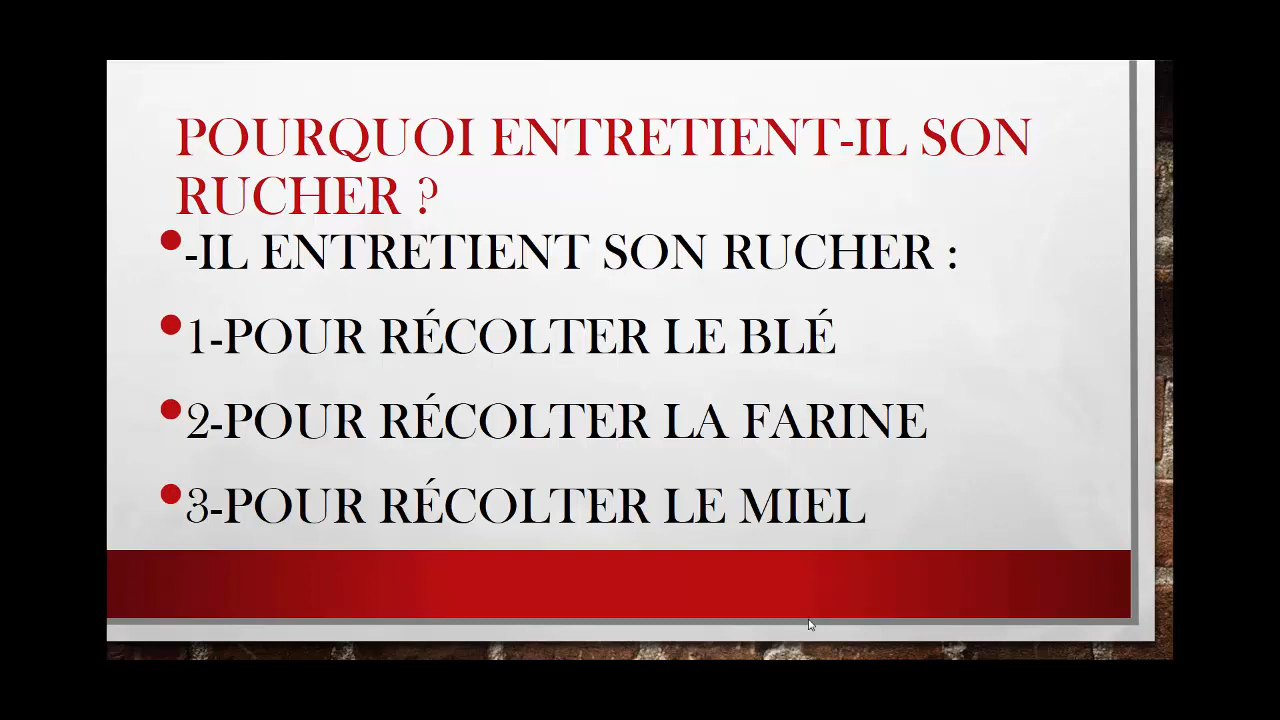 POURQUOI ENTRETIENT-IL SON
RUCHER ?
-IL ENTRETIENT SON RUCHER :
1-POUR RÉCOLTER LE BLÉ
2-POUR RÉCOLTER LA FARINE
3-POUR RÉCOLTER LE MIEL